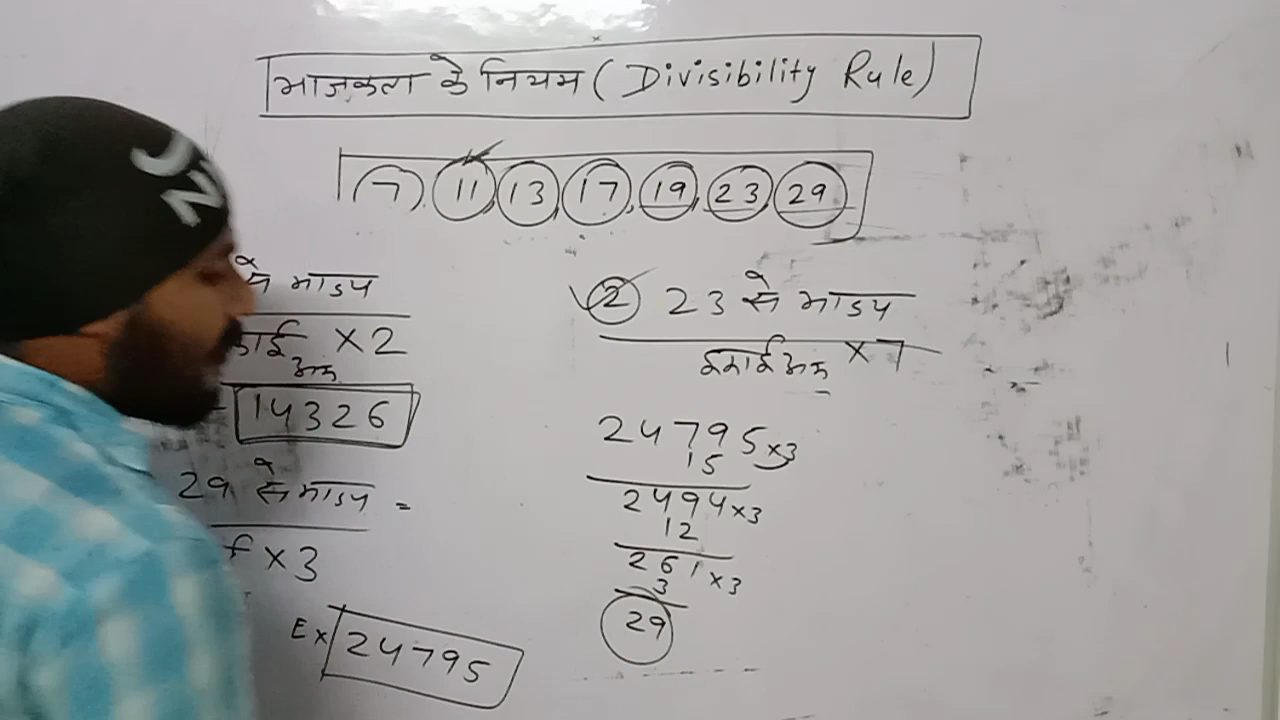 भाजकता के नियम ( Divisibility Rule )
7, 11, 13, 17, 19, 23, 29
से भाज्य
काई अंक × 2
14326
29 से भाज्य =
× 3
Ex 24795
② 23 से भाज्य
इकाई अंक × 7
24795×3
15
2494×3
12
261×3
3
29